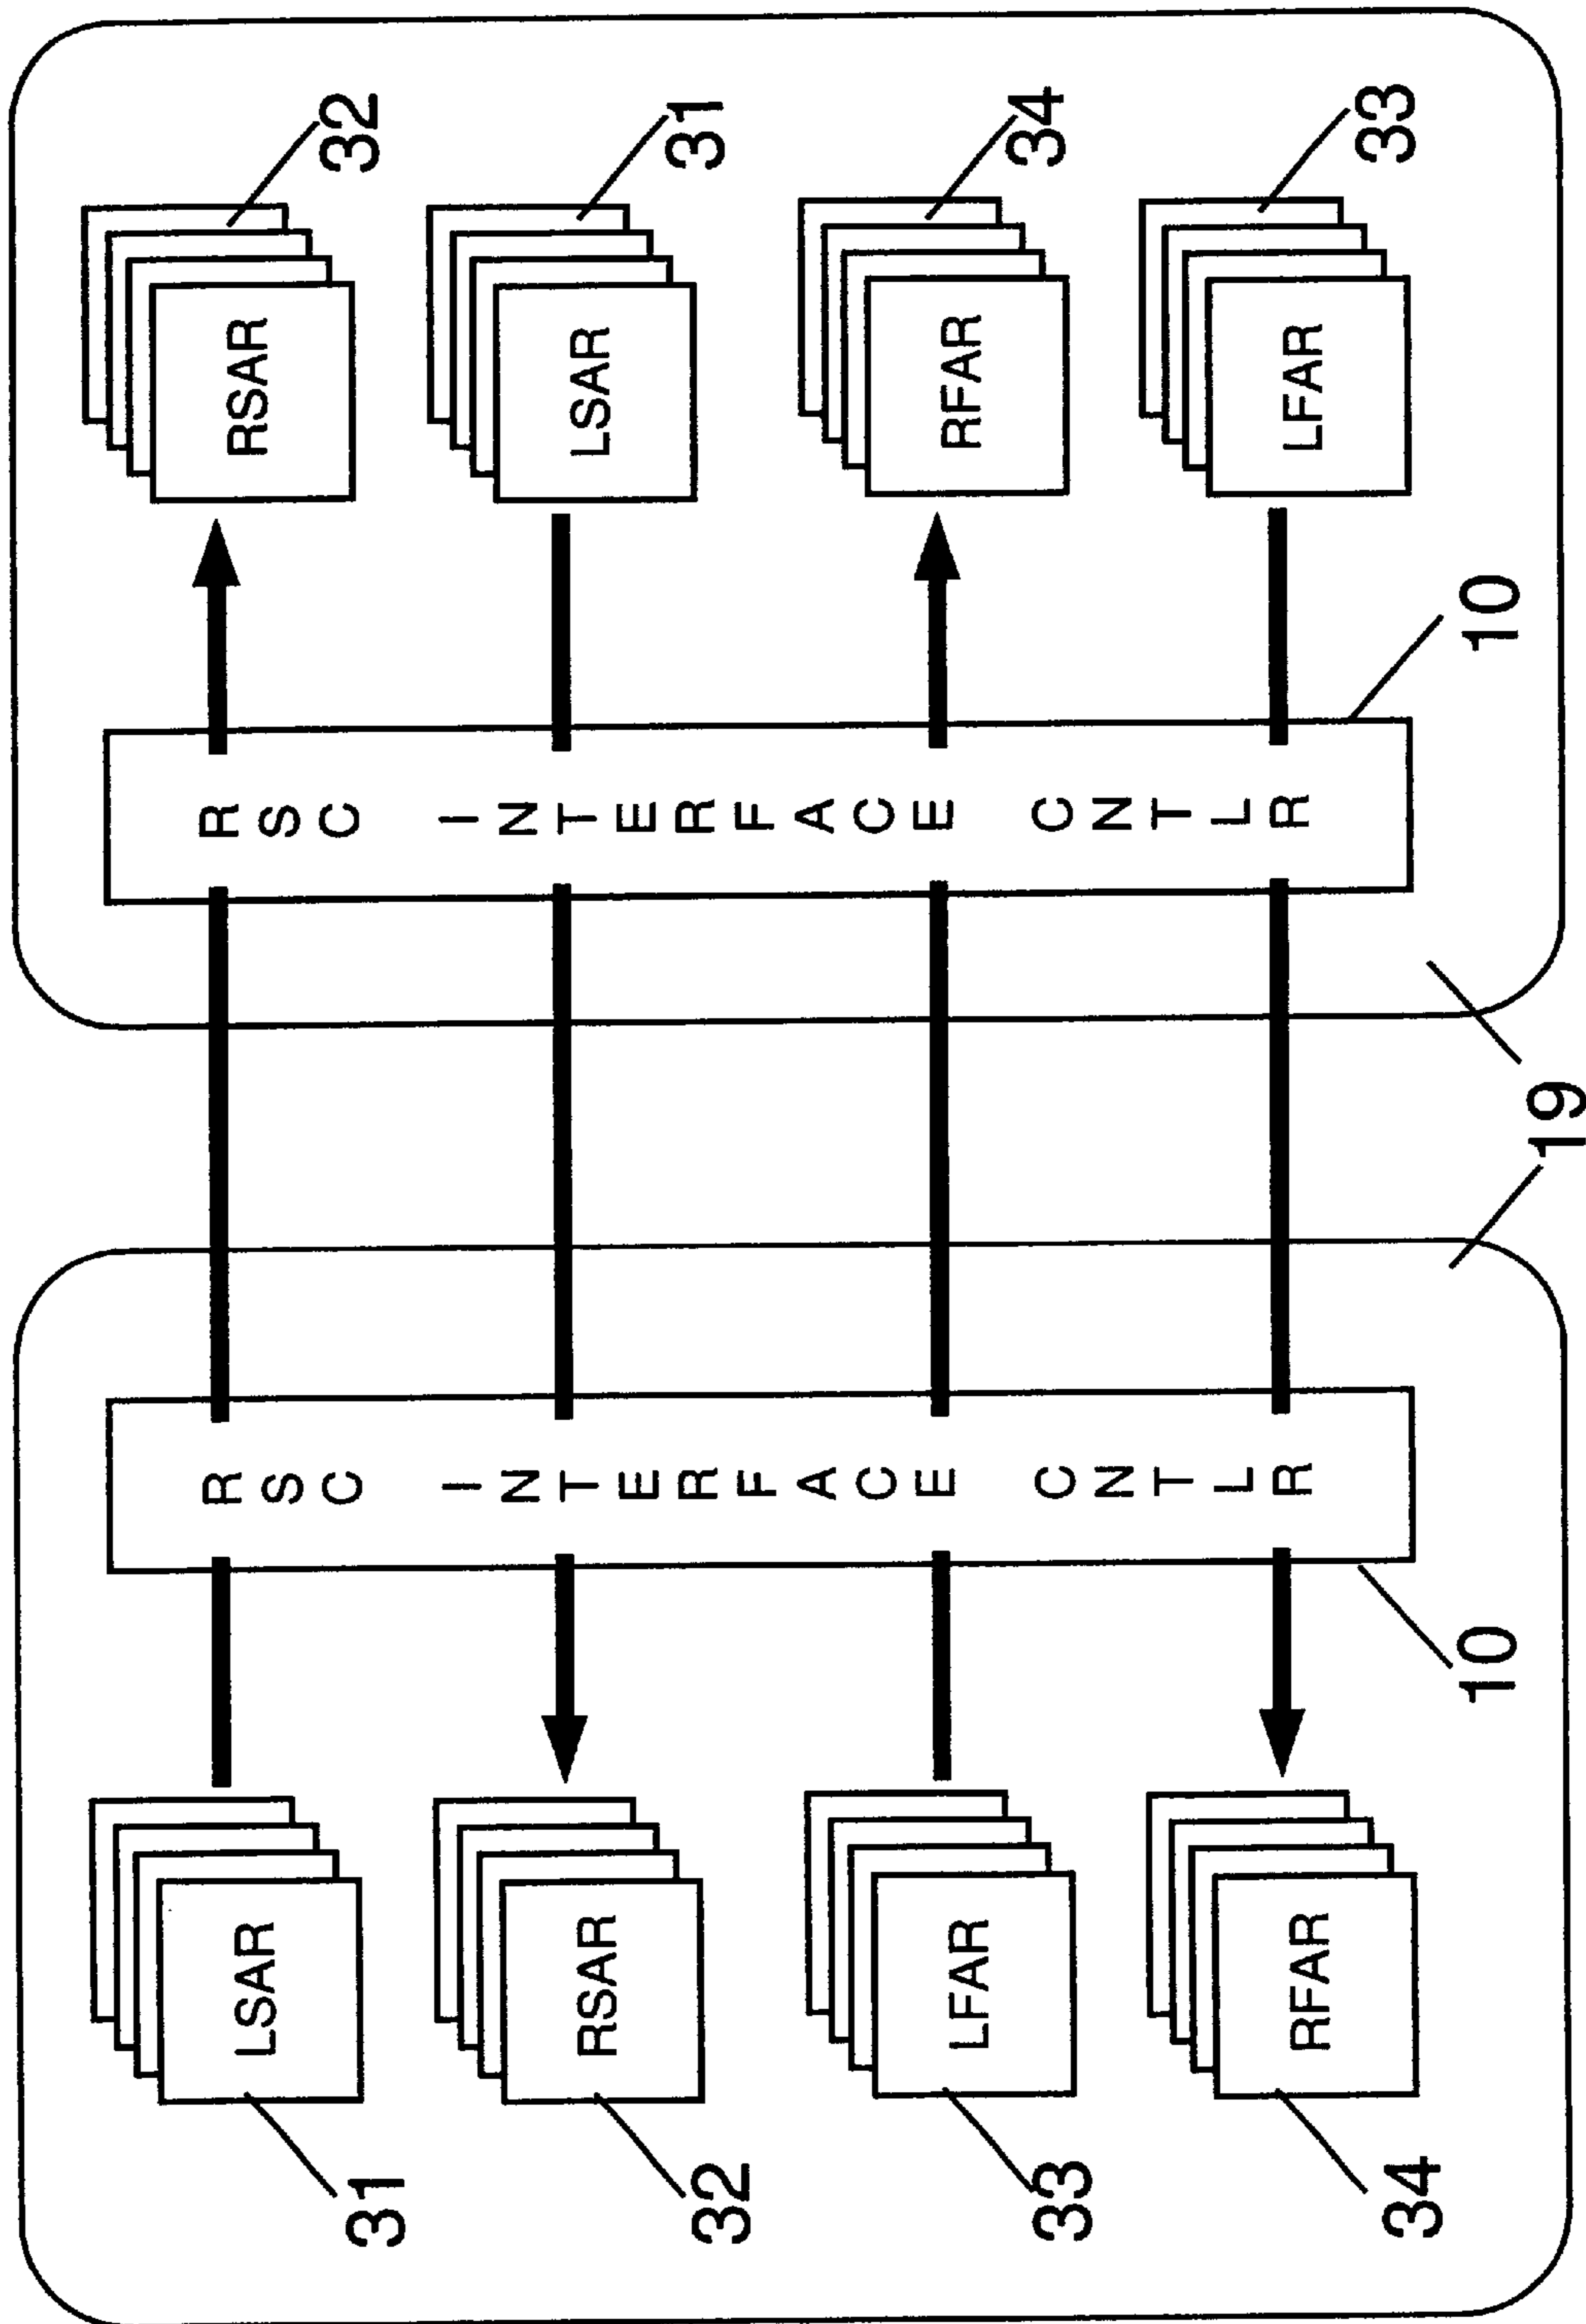 31
LSAR
32
RSAR
33
LFAR
34
RFAR
RSC INTERFACE CNTLR
10
19
RSC INTERFACE CNTLR
10
RSAR
32
LSAR
31
RFAR
34
LFAR
33